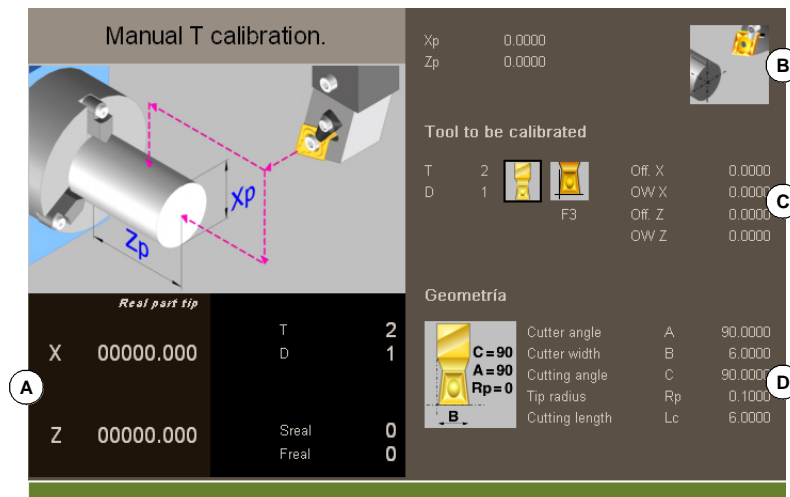 Manual T calibration.
Xp
Zp
Real part tip
X 00000.000
Z 00000.000
T 2
D 1
Sreal 0
Freal 0
A
Xp 0.0000
Zp 0.0000
B
Tool to be calibrated
T 2
D 1
F3
Off. X 0.0000
OW X 0.0000
Off. Z 0.0000
OW Z 0.0000
C
Geometría
C=90
A=90
Rp=0
B
Cutter angle A 90.0000
Cutter width B 6.0000
Cutting angle C 90.0000
Tip radius Rp 0.1000
Cutting length Lc 6.0000
D